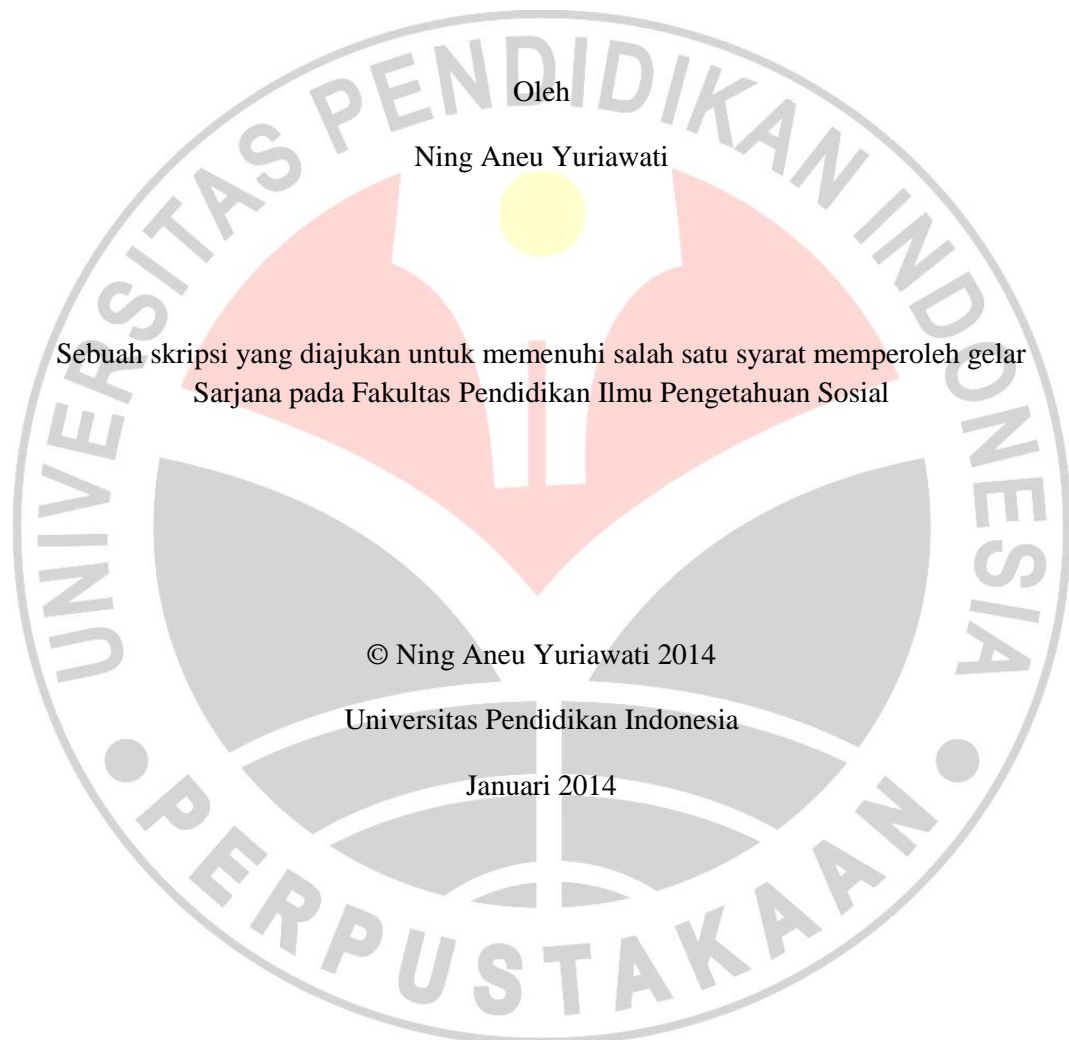 Oleh
Ning Aneu Yuriawati
Sebuah skripsi yang diajukan untuk memenuhi salah satu syarat memperoleh gelar
Sarjana pada Fakultas Pendidikan Ilmu Pengetahuan Sosial
© Ning Aneu Yuriawati 2014
Universitas Pendidikan Indonesia
Januari 2014
UNIVERSITAS PENDIDIKAN INDONESIA
PERPUSTAKAAN